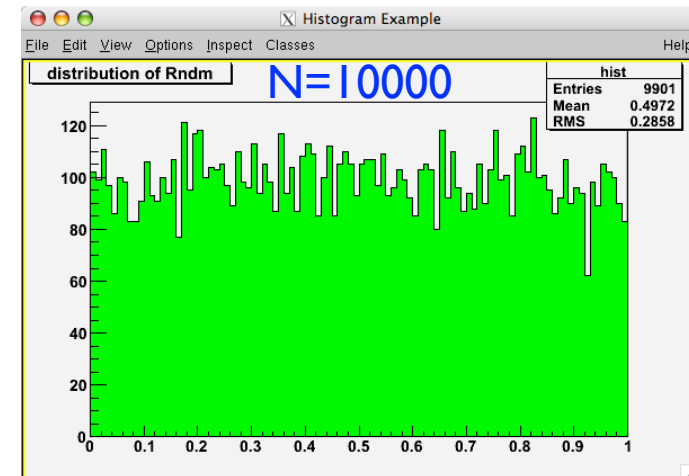 X Histogram Example
File Edit View Options Inspect Classes Help
distribution of Rndm
N=10000
hist
Entries 9901
Mean 0.4972
RMS 0.2858
120
100
80
60
40
20
0
0 0.1 0.2 0.3 0.4 0.5 0.6 0.7 0.8 0.9 1